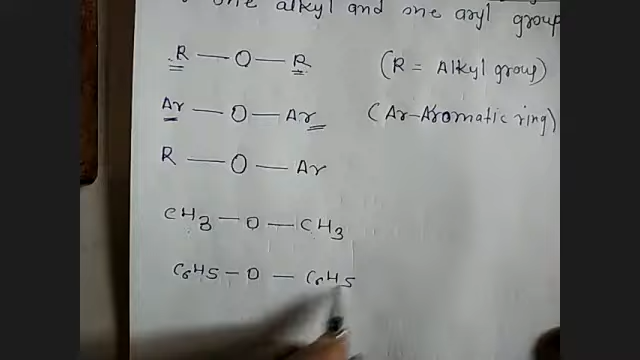 one alkyl and one aryl group
R — O — R (R = Alkyl group)
Ar — O — Ar (Ar-Aromatic ring)
R — O — Ar
CH3 — O — CH3
C6H5 — O — C6H5